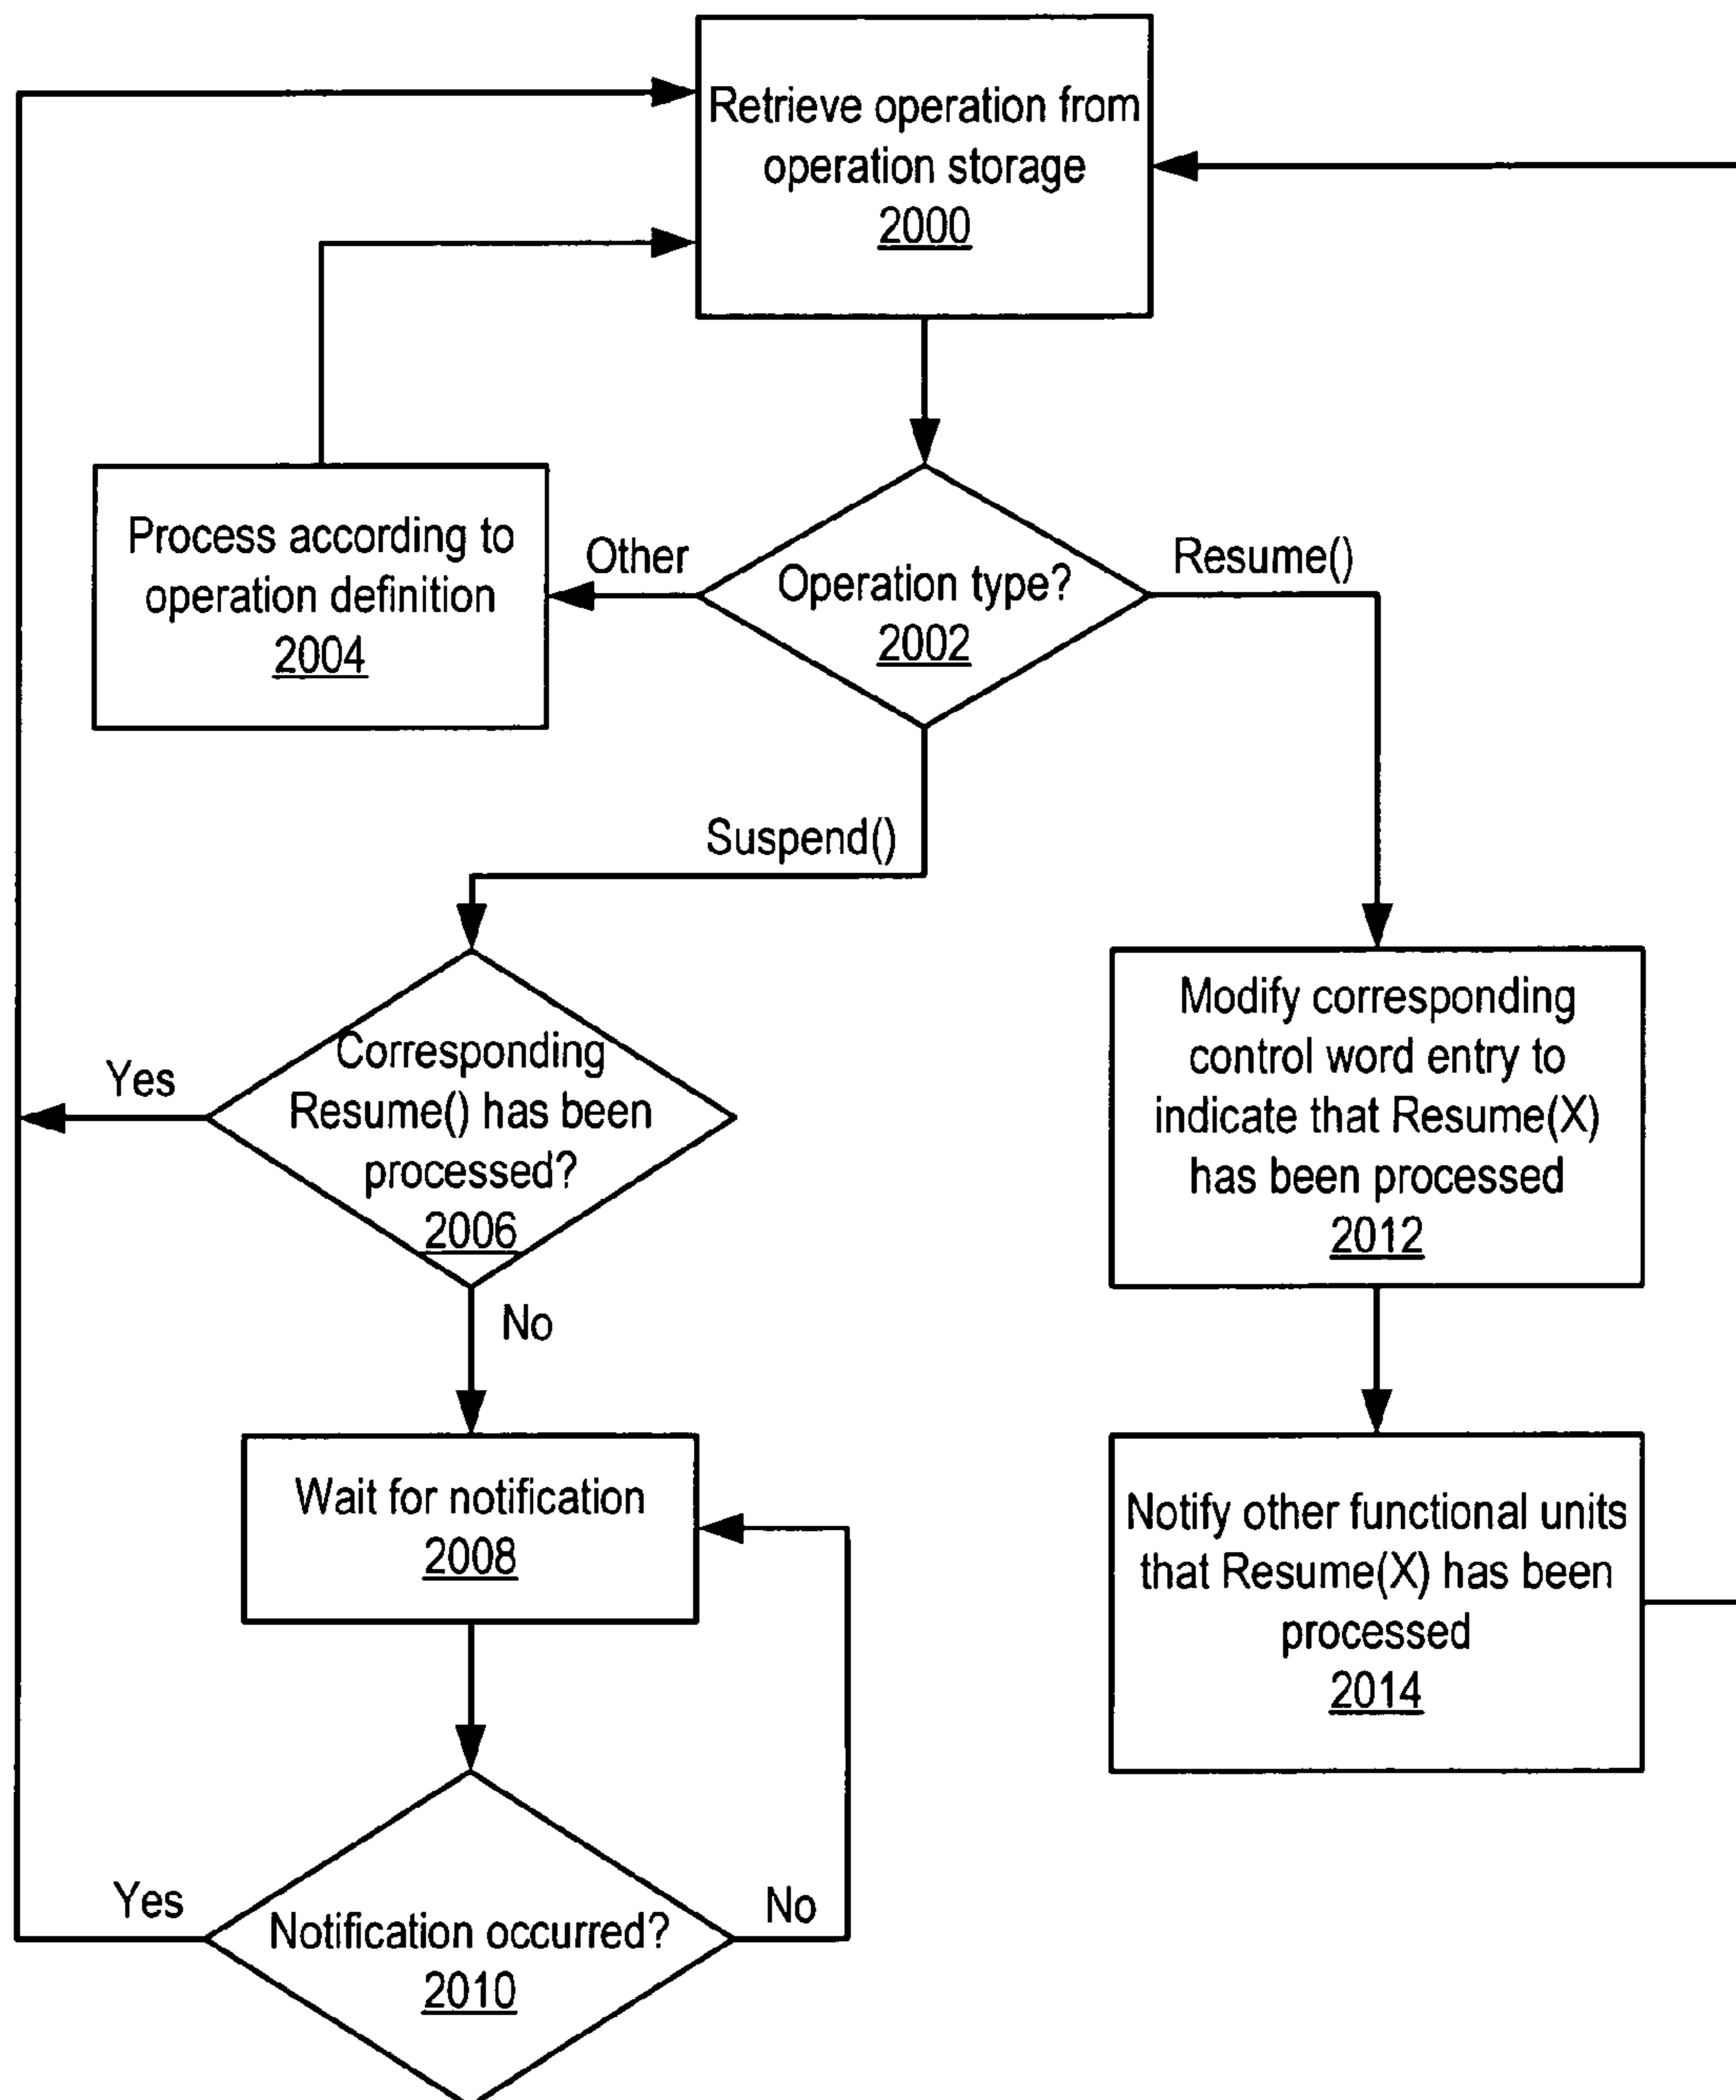 Retrieve operation from
operation storage
2000
Process according to
operation definition
2004
Other
Operation type?
2002
Resume()
Suspend()
Yes
Corresponding
Resume() has been
processed?
2006
No
Modify corresponding
control word entry to
indicate that Resume(X)
has been processed
2012
Wait for notification
2008
Notify other functional units
that Resume(X) has been
processed
2014
Yes
Notification occurred?
2010
No